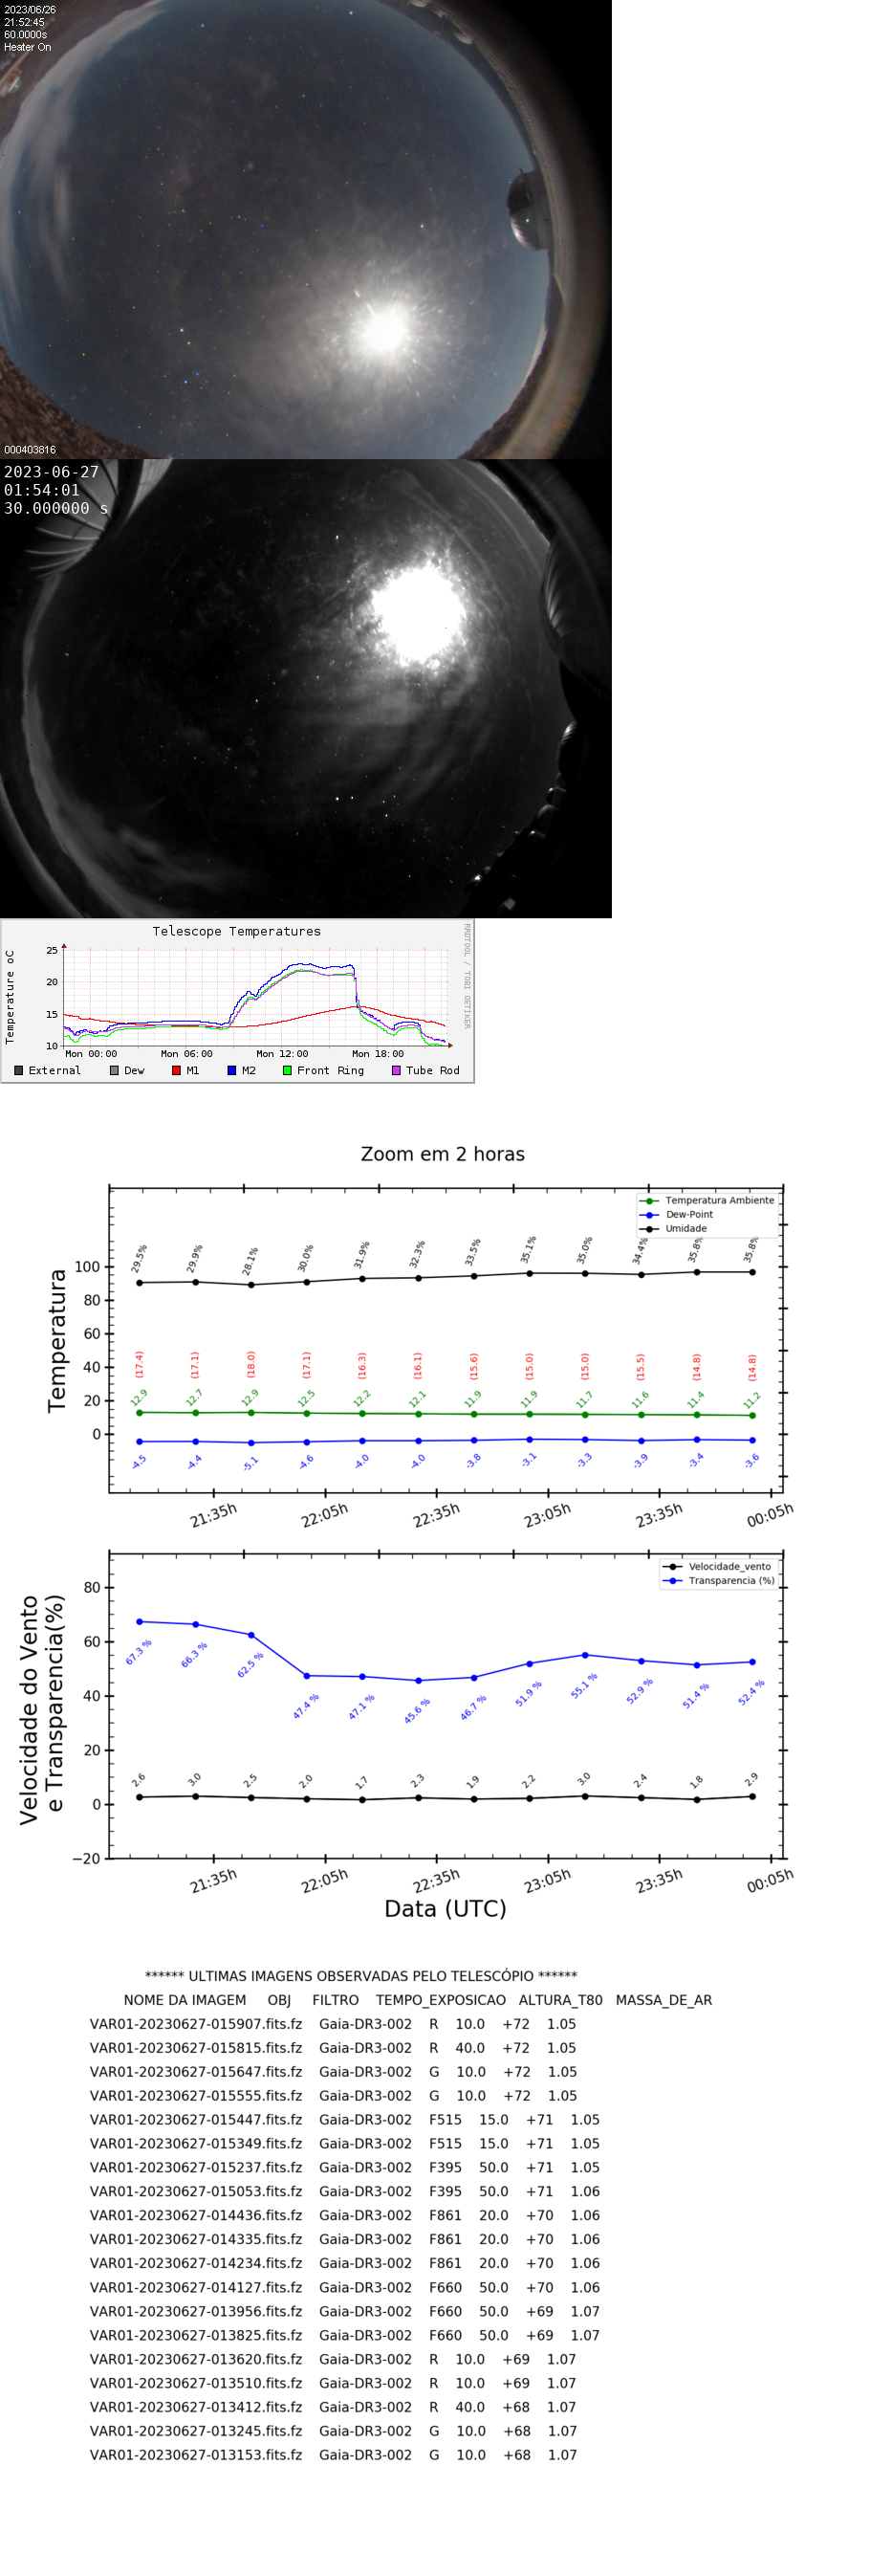 2023/06/26
21:52:45
60.0000s
Heater On
000403816
2023-06-27
01:54:01
30.000000 s
Telescope Temperatures
RRDTOOL / TOBI OETIKER
Temperature oC
25
20
15
10
Mon 00:00 Mon 06:00 Mon 12:00 Mon 18:00
External Dew M1 M2 Front Ring Tube Rod
Zoom em 2 horas
Temperatura Ambiente
Dew-Point
Umidade
Temperatura
100
80
60
40
20
0
29.5% 29.9% 28.1% 30.0% 31.9% 32.3% 33.5% 35.1% 35.0% 34.4% 35.8% 35.8%
(17.4) (17.1) (18.0) (17.1) (16.3) (16.1) (15.6) (15.0) (15.0) (15.5) (14.8) (14.8)
12.9 12.7 12.9 12.5 12.2 12.1 11.9 11.9 11.7 11.6 11.4 11.2
-4.5 -4.4 -5.1 -4.6 -4.0 -4.0 -3.8 -3.1 -3.3 -3.9 -3.4 -3.6
21:35h 22:05h 22:35h 23:05h 23:35h 00:05h
Velocidade_vento
Transparencia (%)
Velocidade do Vento
e Transparencia(%)
80
60
40
20
0
−20
67.3 % 66.3 % 62.5 % 47.4 % 47.1 % 45.6 % 46.7 % 51.9 % 55.1 % 52.9 % 51.4 % 52.4 %
2.6 3.0 2.5 2.0 1.7 2.3 1.9 2.2 3.0 2.4 1.8 2.9
21:35h 22:05h 22:35h 23:05h 23:35h 00:05h
Data (UTC)
****** ULTIMAS IMAGENS OBSERVADAS PELO TELESCÓPIO ******
NOME DA IMAGEM OBJ FILTRO TEMPO_EXPOSICAO ALTURA_T80 MASSA_DE_AR
VAR01-20230627-015907.fits.fz Gaia-DR3-002 R 10.0 +72 1.05
VAR01-20230627-015815.fits.fz Gaia-DR3-002 R 40.0 +72 1.05
VAR01-20230627-015647.fits.fz Gaia-DR3-002 G 10.0 +72 1.05
VAR01-20230627-015555.fits.fz Gaia-DR3-002 G 10.0 +72 1.05
VAR01-20230627-015447.fits.fz Gaia-DR3-002 F515 15.0 +71 1.05
VAR01-20230627-015349.fits.fz Gaia-DR3-002 F515 15.0 +71 1.05
VAR01-20230627-015237.fits.fz Gaia-DR3-002 F395 50.0 +71 1.05
VAR01-20230627-015053.fits.fz Gaia-DR3-002 F395 50.0 +71 1.06
VAR01-20230627-014436.fits.fz Gaia-DR3-002 F861 20.0 +70 1.06
VAR01-20230627-014335.fits.fz Gaia-DR3-002 F861 20.0 +70 1.06
VAR01-20230627-014234.fits.fz Gaia-DR3-002 F861 20.0 +70 1.06
VAR01-20230627-014127.fits.fz Gaia-DR3-002 F660 50.0 +70 1.06
VAR01-20230627-013956.fits.fz Gaia-DR3-002 F660 50.0 +69 1.07
VAR01-20230627-013825.fits.fz Gaia-DR3-002 F660 50.0 +69 1.07
VAR01-20230627-013620.fits.fz Gaia-DR3-002 R 10.0 +69 1.07
VAR01-20230627-013510.fits.fz Gaia-DR3-002 R 10.0 +69 1.07
VAR01-20230627-013412.fits.fz Gaia-DR3-002 R 40.0 +68 1.07
VAR01-20230627-013245.fits.fz Gaia-DR3-002 G 10.0 +68 1.07
VAR01-20230627-013153.fits.fz Gaia-DR3-002 G 10.0 +68 1.07